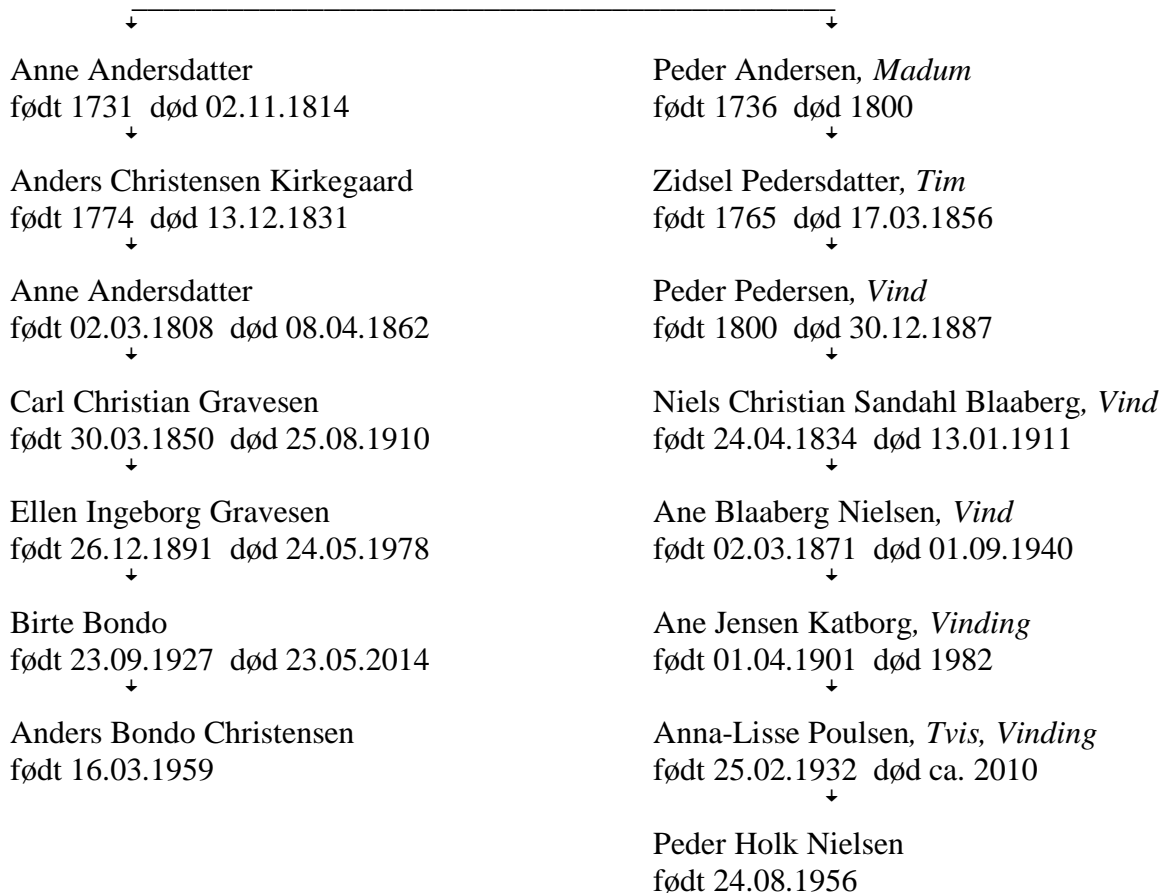 Anne Andersdatter
født 1731 død 02.11.1814
Anders Christensen Kirkegaard
født 1774 død 13.12.1831
Anne Andersdatter
født 02.03.1808 død 08.04.1862
Carl Christian Gravesen
født 30.03.1850 død 25.08.1910
Ellen Ingeborg Gravesen
født 26.12.1891 død 24.05.1978
Birte Bondo
født 23.09.1927 død 23.05.2014
Anders Bondo Christensen
født 16.03.1959
Peder Andersen, Madum
født 1736 død 1800
Zidsel Pedersdatter, Tim
født 1765 død 17.03.1856
Peder Pedersen, Vind
født 1800 død 30.12.1887
Niels Christian Sandahl Blaaberg, Vind
født 24.04.1834 død 13.01.1911
Ane Blaaberg Nielsen, Vind
født 02.03.1871 død 01.09.1940
Ane Jensen Katborg, Vinding
født 01.04.1901 død 1982
Anna-Lisse Poulsen, Tvis, Vinding
født 25.02.1932 død ca. 2010
Peder Holk Nielsen
født 24.08.1956